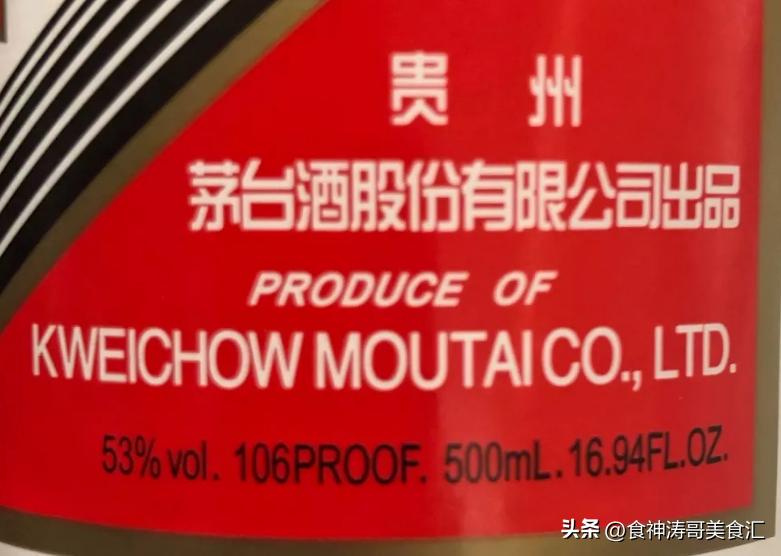 贵 州
茅台酒股份有限公司出品
PRODUCE OF
KWEICHOW MOUTAI CO., LTD.
53% vol. 106PROOF. 500mL. 16.94FL.OZ.
头条 @食神涛哥美食汇